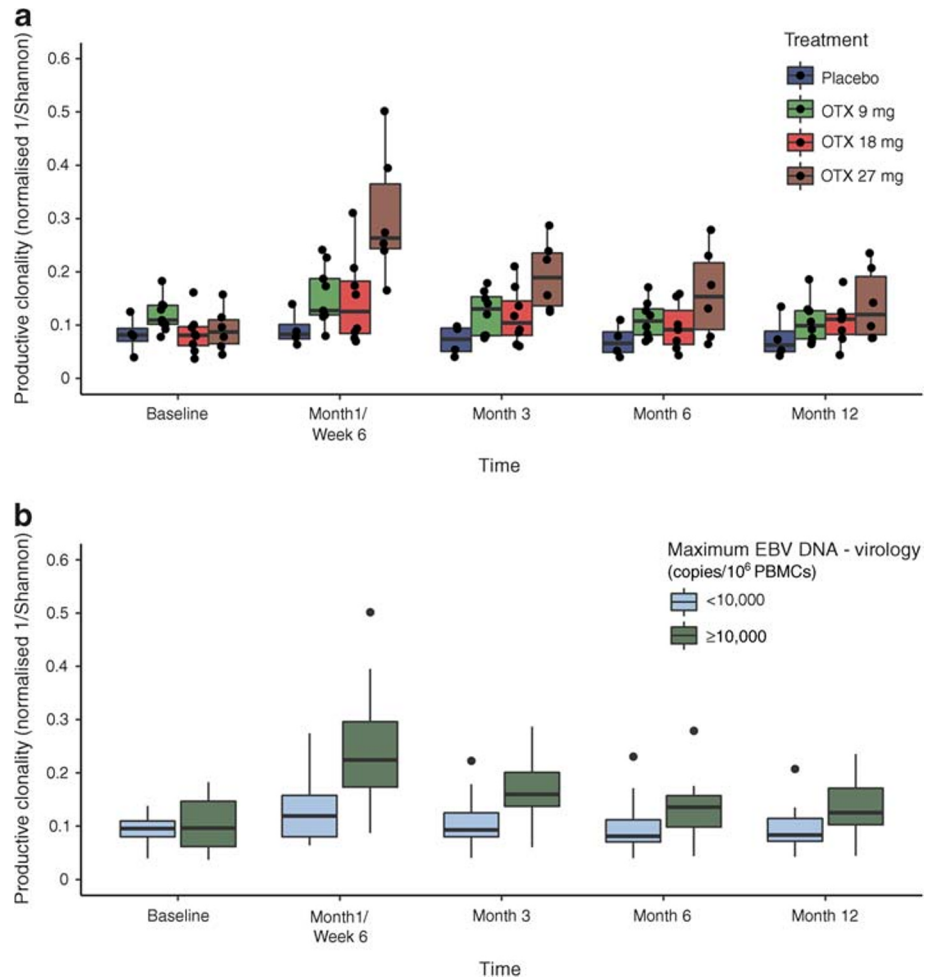 a
Productive clonality (normalised 1/Shannon)
0.6
0.5
0.4
0.3
0.2
0.1
0
Treatment
Placebo
OTX 9 mg
OTX 18 mg
OTX 27 mg
Baseline
Month1/
Week 6
Month 3
Month 6
Month 12
Time
b
Productive clonality (normalised 1/Shannon)
0.6
0.5
0.4
0.3
0.2
0.1
0
Maximum EBV DNA - virology
(copies/10⁶ PBMCs)
<10,000
≥10,000
Baseline
Month1/
Week 6
Month 3
Month 6
Month 12
Time